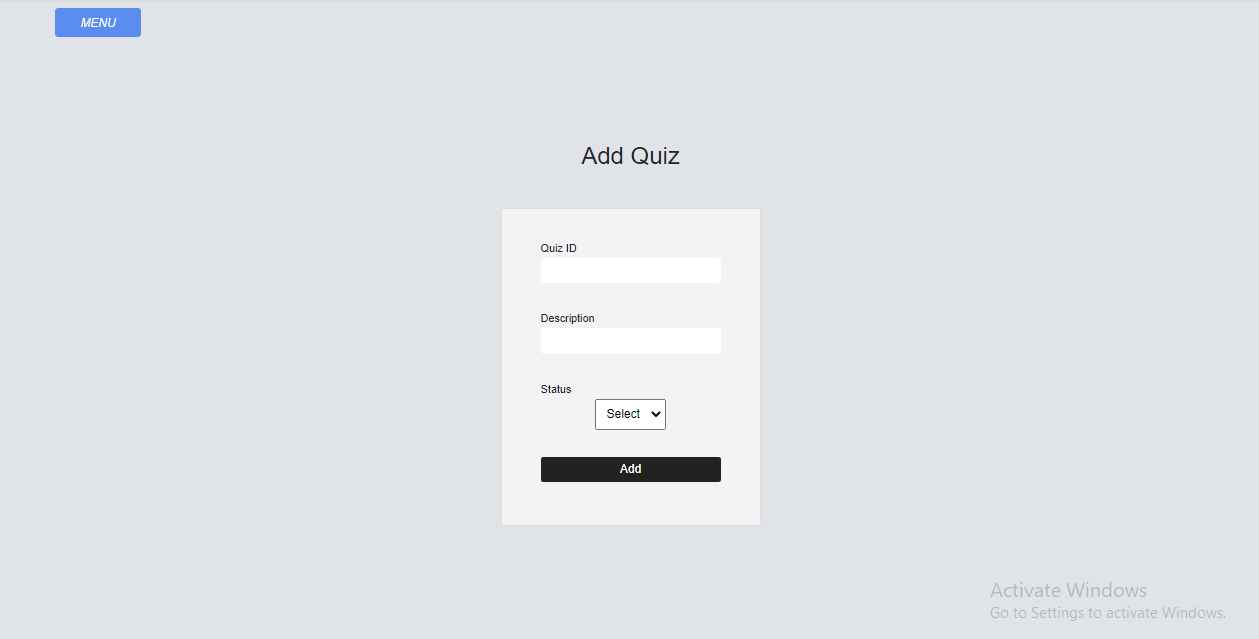 MENU
Add Quiz
Quiz ID
Description
Status
Select
Add
Activate Windows
Go to Settings to activate Windows.